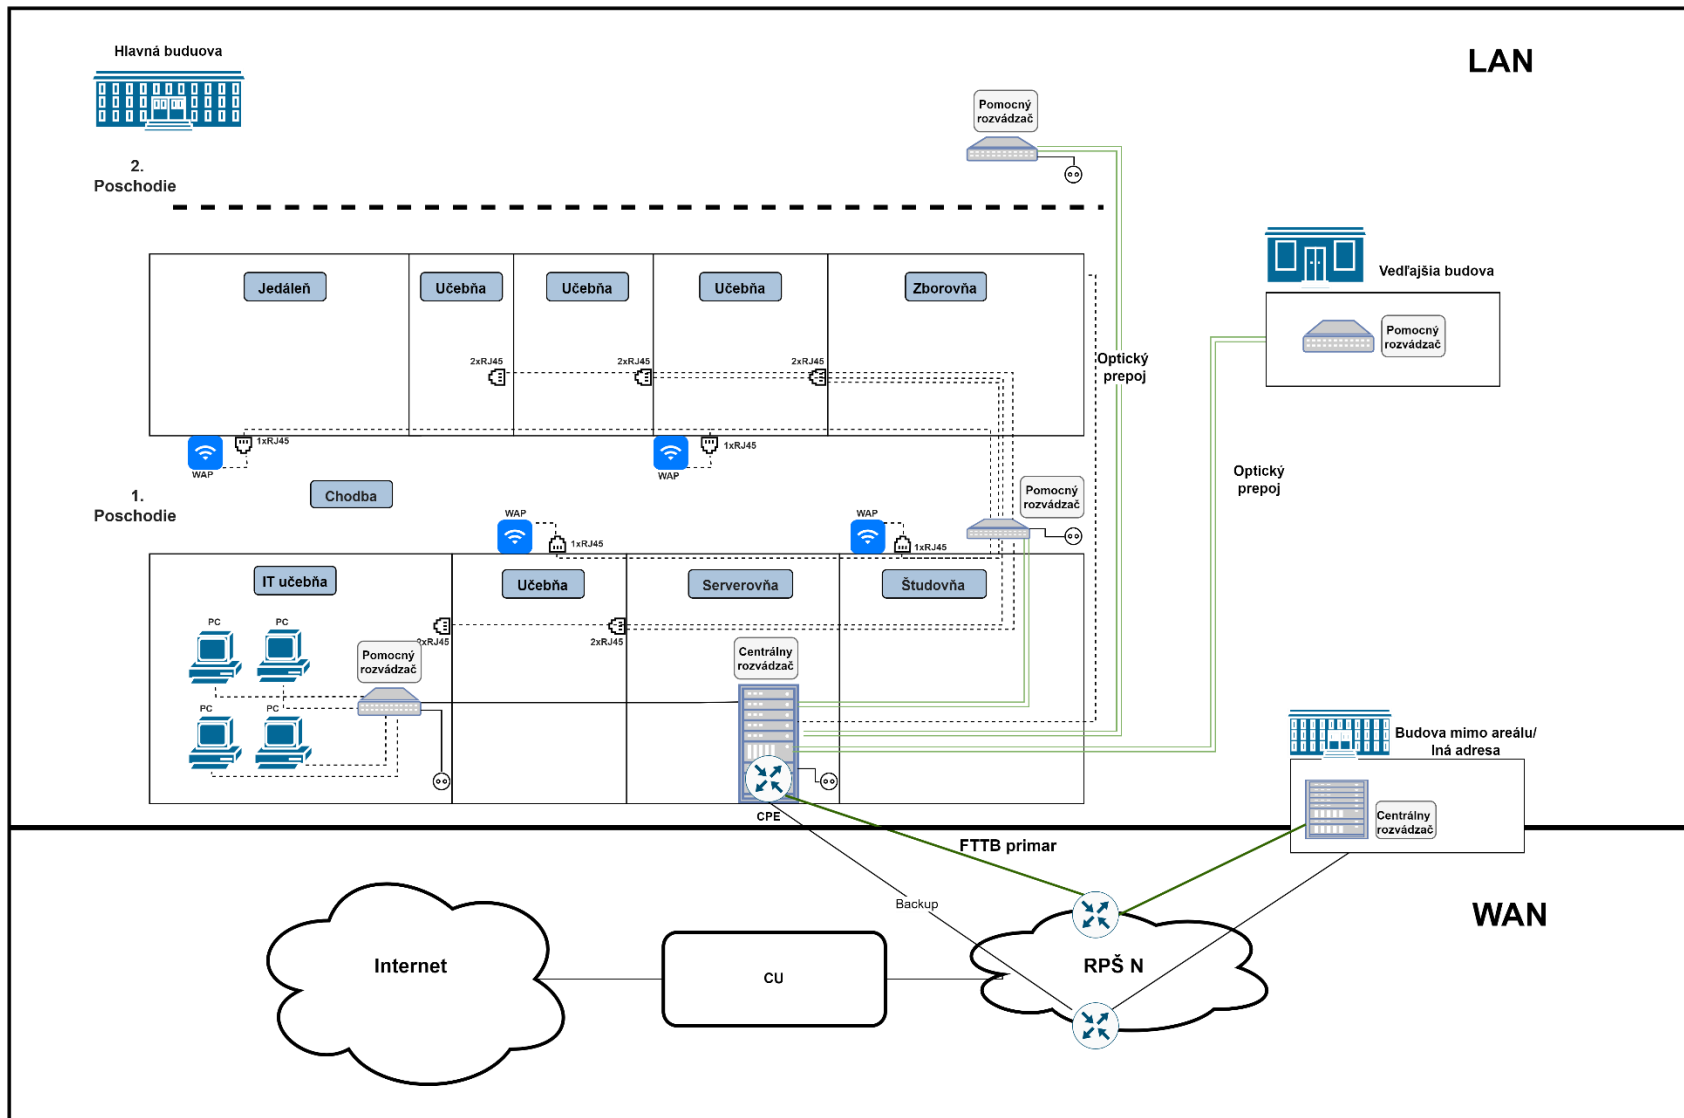 Hlavná buduova
LAN
Pomocný
rozvádzač
2.
Poschodie
Vedľajšia budova
Jedáleň
Učebňa
Učebňa
Učebňa
Zborovňa
Pomocný
rozvádzač
2xRJ45
2xRJ45
2xRJ45
Optický
prepoj
1xRJ45
WAP
1xRJ45
WAP
Optický
prepoj
1.
Poschodie
Chodba
Pomocný
rozvádzač
WAP
1xRJ45
WAP
1xRJ45
IT učebňa
Učebňa
Serverovňa
Študovňa
PC
PC
2xRJ45
2xRJ45
Pomocný
rozvádzač
Centrálny
rozvádzač
PC
PC
Budova mimo areálu/
Iná adresa
CPE
Centrálny
rozvádzač
FTTB primar
Backup
WAN
Internet
CU
RPŠ N